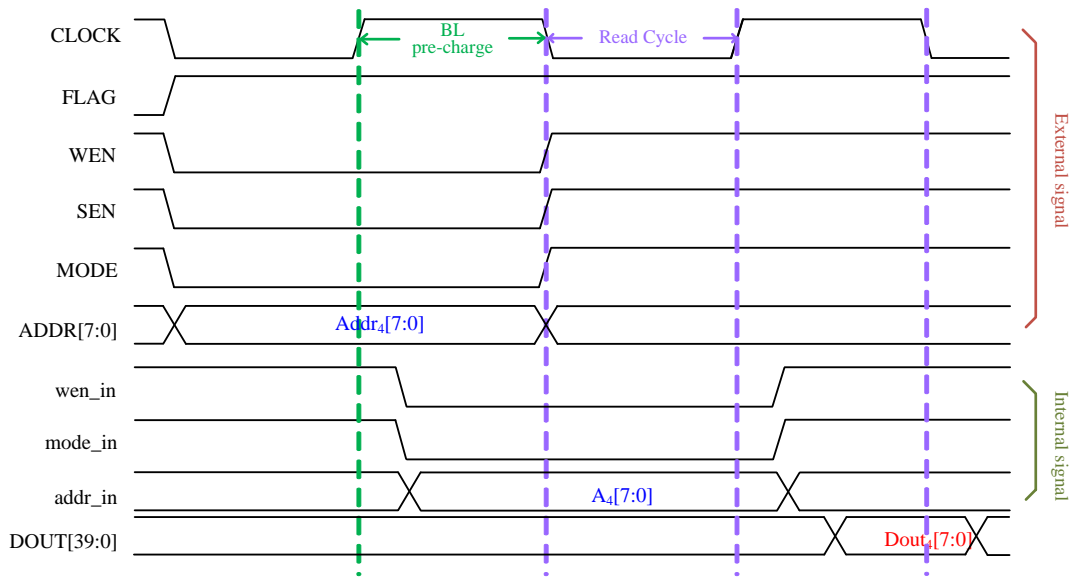 CLOCK
BL
pre-charge
Read Cycle
FLAG
WEN
SEN
MODE
ADDR[7:0]
Addr₄[7:0]
External signal
wen_in
mode_in
addr_in
A₄[7:0]
Internal signal
DOUT[39:0]
Dout₄[7:0]